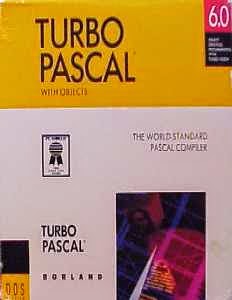 TURBO
PASCAL
WITH OBJECTS
6.0
THE WORLD-STANDARD
PASCAL COMPILER
TURBO
PASCAL
BORLAND
DOS